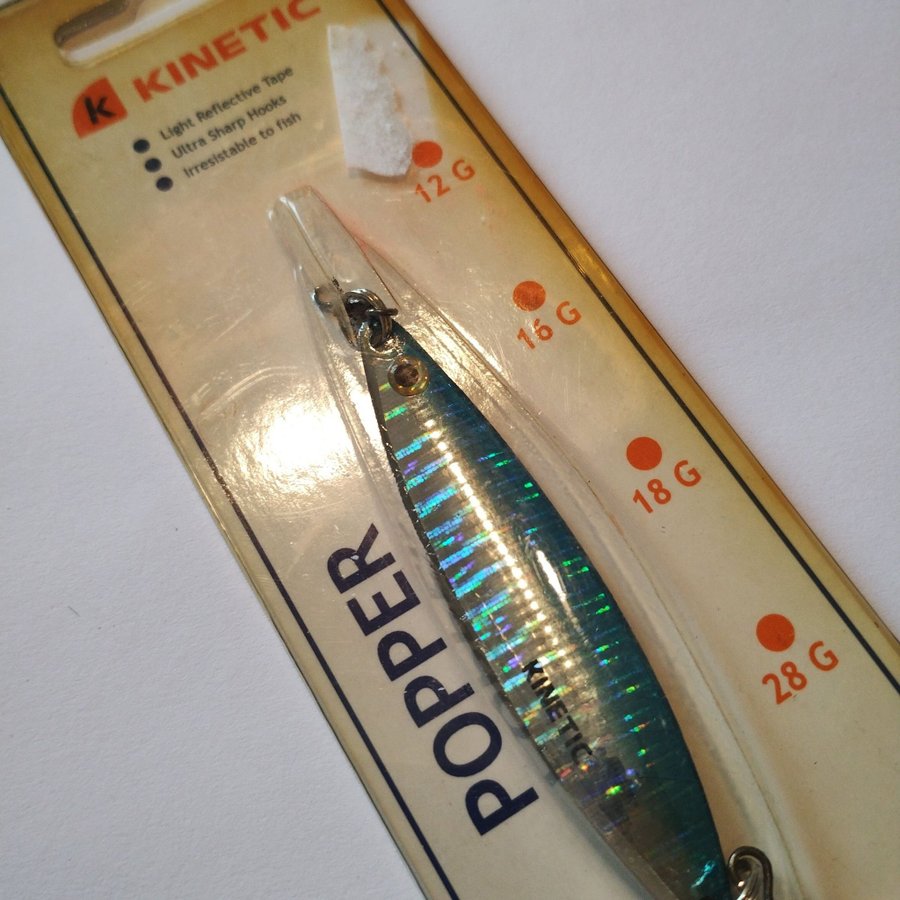 K KINETIC
Light Reflective Tape
Ultra Sharp Hooks
Irresistable to fish
12 G
16 G
18 G
28 G
POPPER
KINETIC